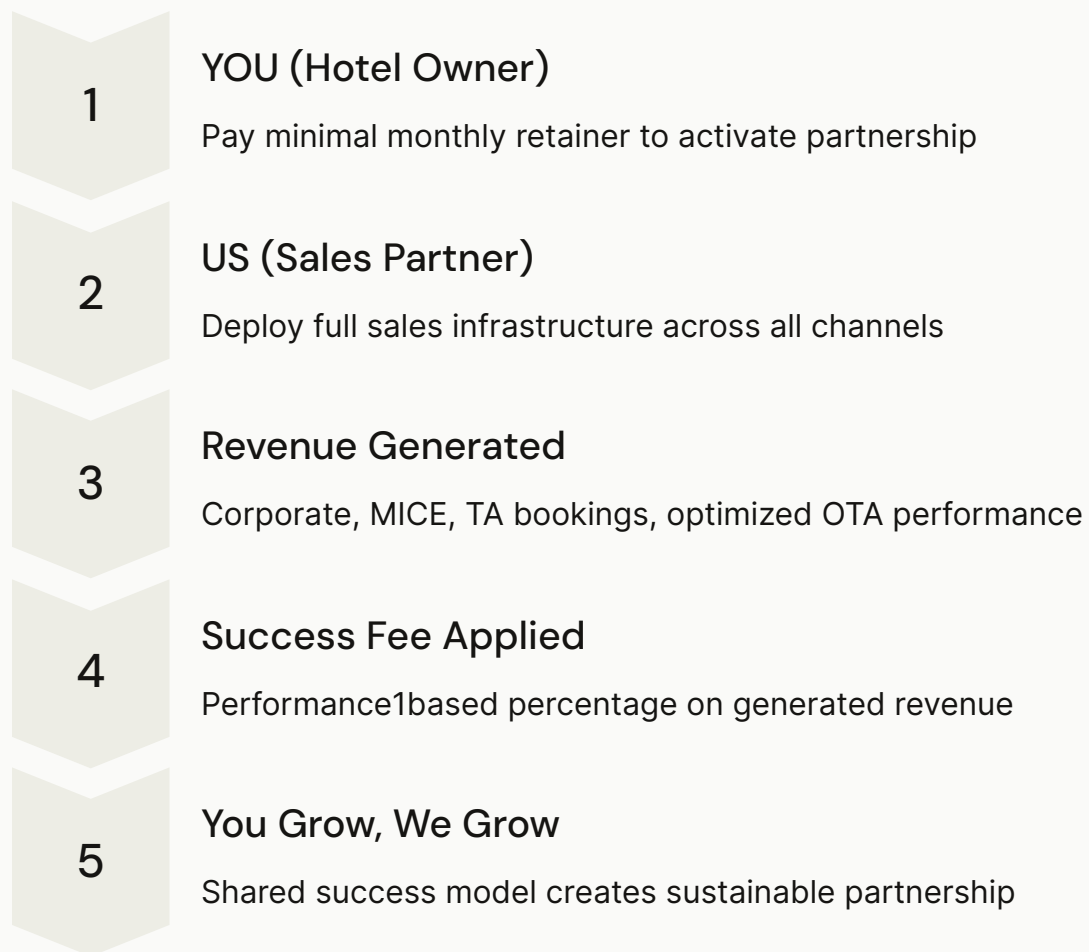 1
YOU (Hotel Owner)
Pay minimal monthly retainer to activate partnership
2
US (Sales Partner)
Deploy full sales infrastructure across all channels
3
Revenue Generated
Corporate, MICE, TA bookings, optimized OTA performance
4
Success Fee Applied
Performance1based percentage on generated revenue
5
You Grow, We Grow
Shared success model creates sustainable partnership